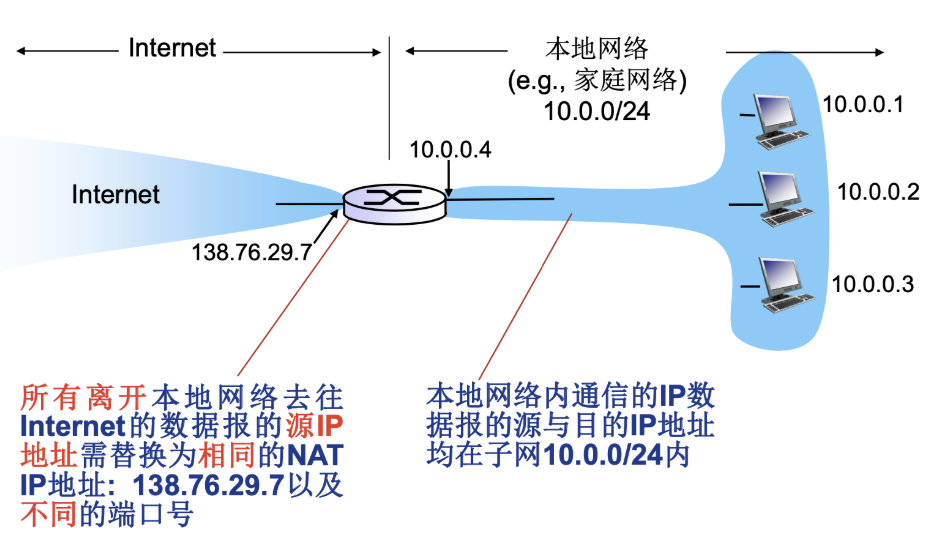 Internet
本地网络
(e.g., 家庭网络)
10.0.0/24
10.0.0.1
10.0.0.4
Internet
10.0.0.2
138.76.29.7
10.0.0.3
所有离开本地网络去往
Internet的数据报的源IP
地址需替换为相同的NAT
IP地址: 138.76.29.7以及
不同的端口号
本地网络内通信的IP数
据报的源与目的IP地址
均在子网10.0.0/24内